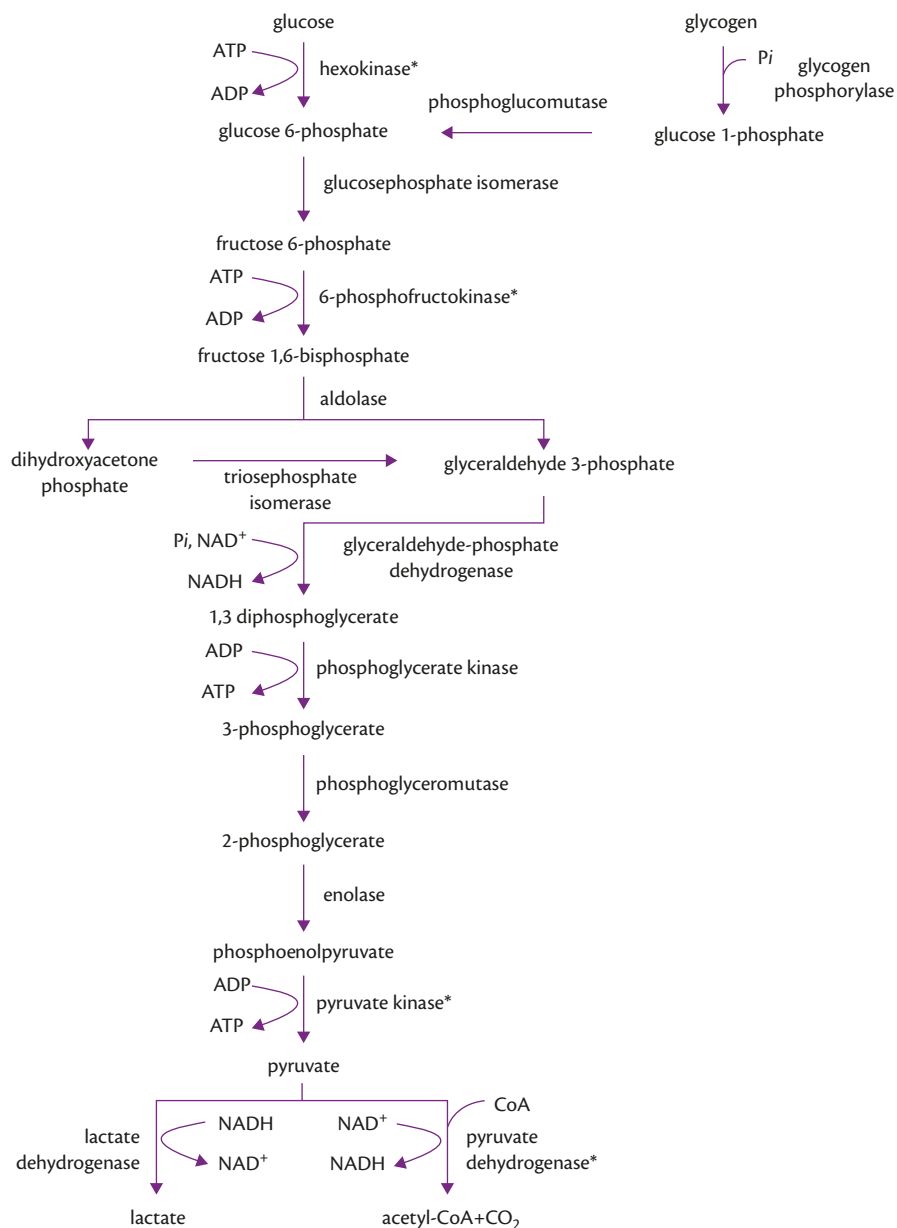 glucose
glycogen
ATP
hexokinase*
ADP
Pi
glycogen
phosphorylase
phosphoglucomutase
glucose 6-phosphate
glucose 1-phosphate
glucosephosphate isomerase
fructose 6-phosphate
ATP
6-phosphofructokinase*
ADP
fructose 1,6-bisphosphate
aldolase
dihydroxyacetone
phosphate
triosephosphate
isomerase
glyceraldehyde 3-phosphate
Pi, NAD⁺
NADH
glyceraldehyde-phosphate
dehydrogenase
1,3 diphosphoglycerate
ADP
phosphoglycerate kinase
ATP
3-phosphoglycerate
phosphoglyceromutase
2-phosphoglycerate
enolase
phosphoenolpyruvate
ADP
pyruvate kinase*
ATP
pyruvate
lactate
dehydrogenase
NADH
NAD⁺
NAD⁺
NADH
CoA
pyruvate
dehydrogenase*
lactate
acetyl-CoA+CO₂